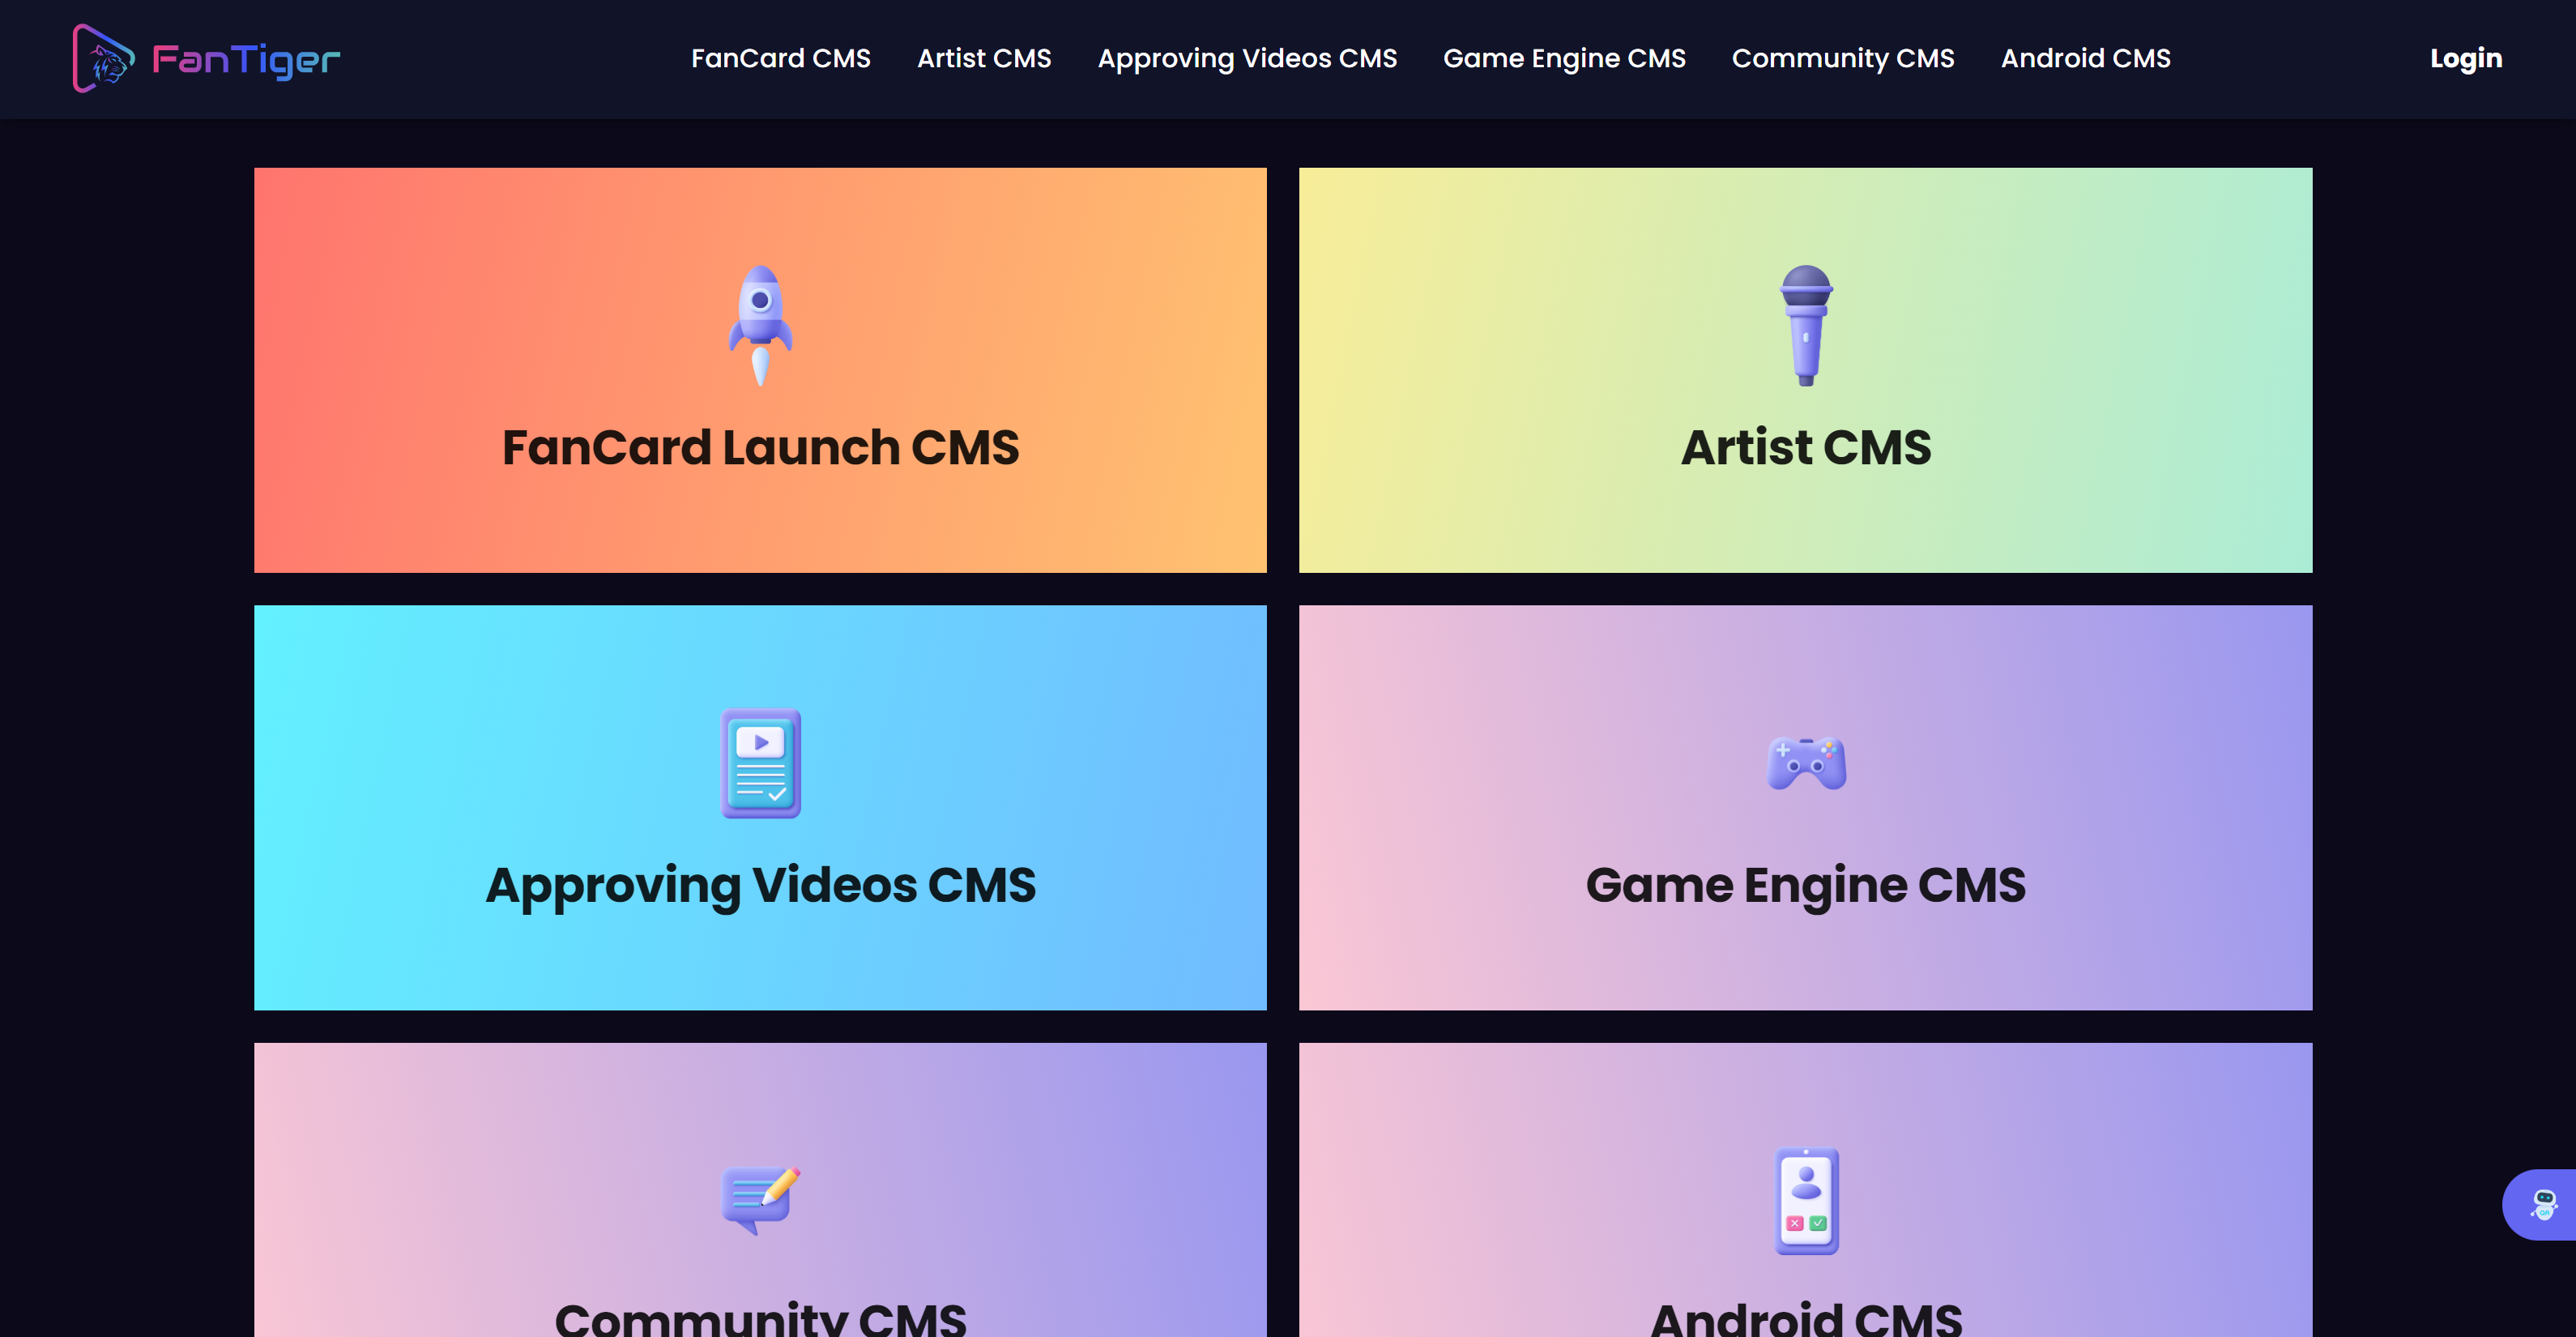 FanTiger
FanCard CMS
Artist CMS
Approving Videos CMS
Game Engine CMS
Community CMS
Android CMS
Login
FanCard Launch CMS
Artist CMS
Approving Videos CMS
Game Engine CMS
Community CMS
Android CMS